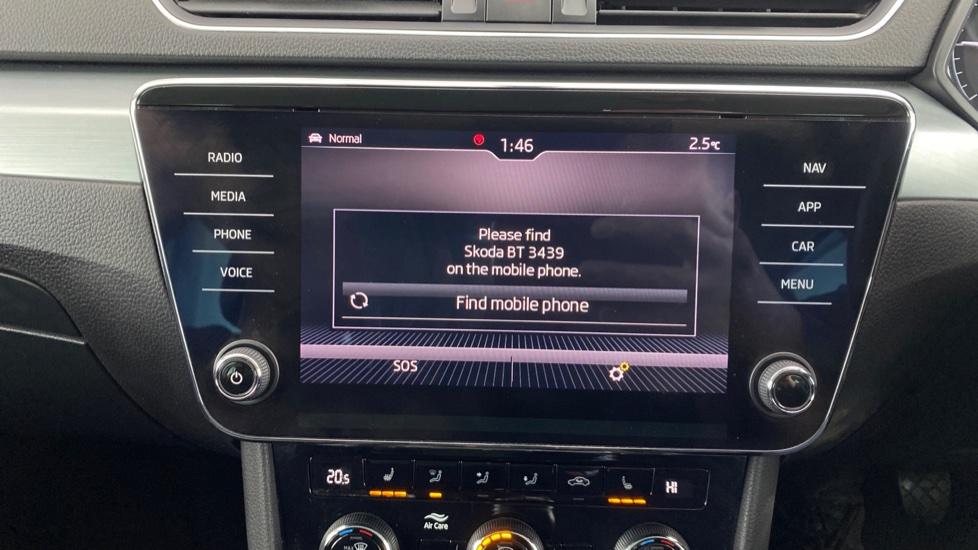 Normal
1:46
2.5°C
RADIO
MEDIA
PHONE
VOICE
Please find
Skoda BT 3439
on the mobile phone.
Find mobile phone
SOS
NAV
APP
CAR
MENU
20.5
HI
Air Care
MAX